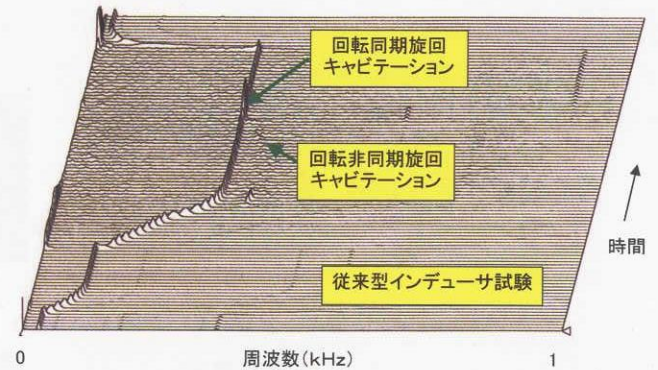 回転同期旋回
キャビテーション
回転非同期旋回
キャビテーション
時間
従来型インデューサ試験
0
周波数(kHz)
1